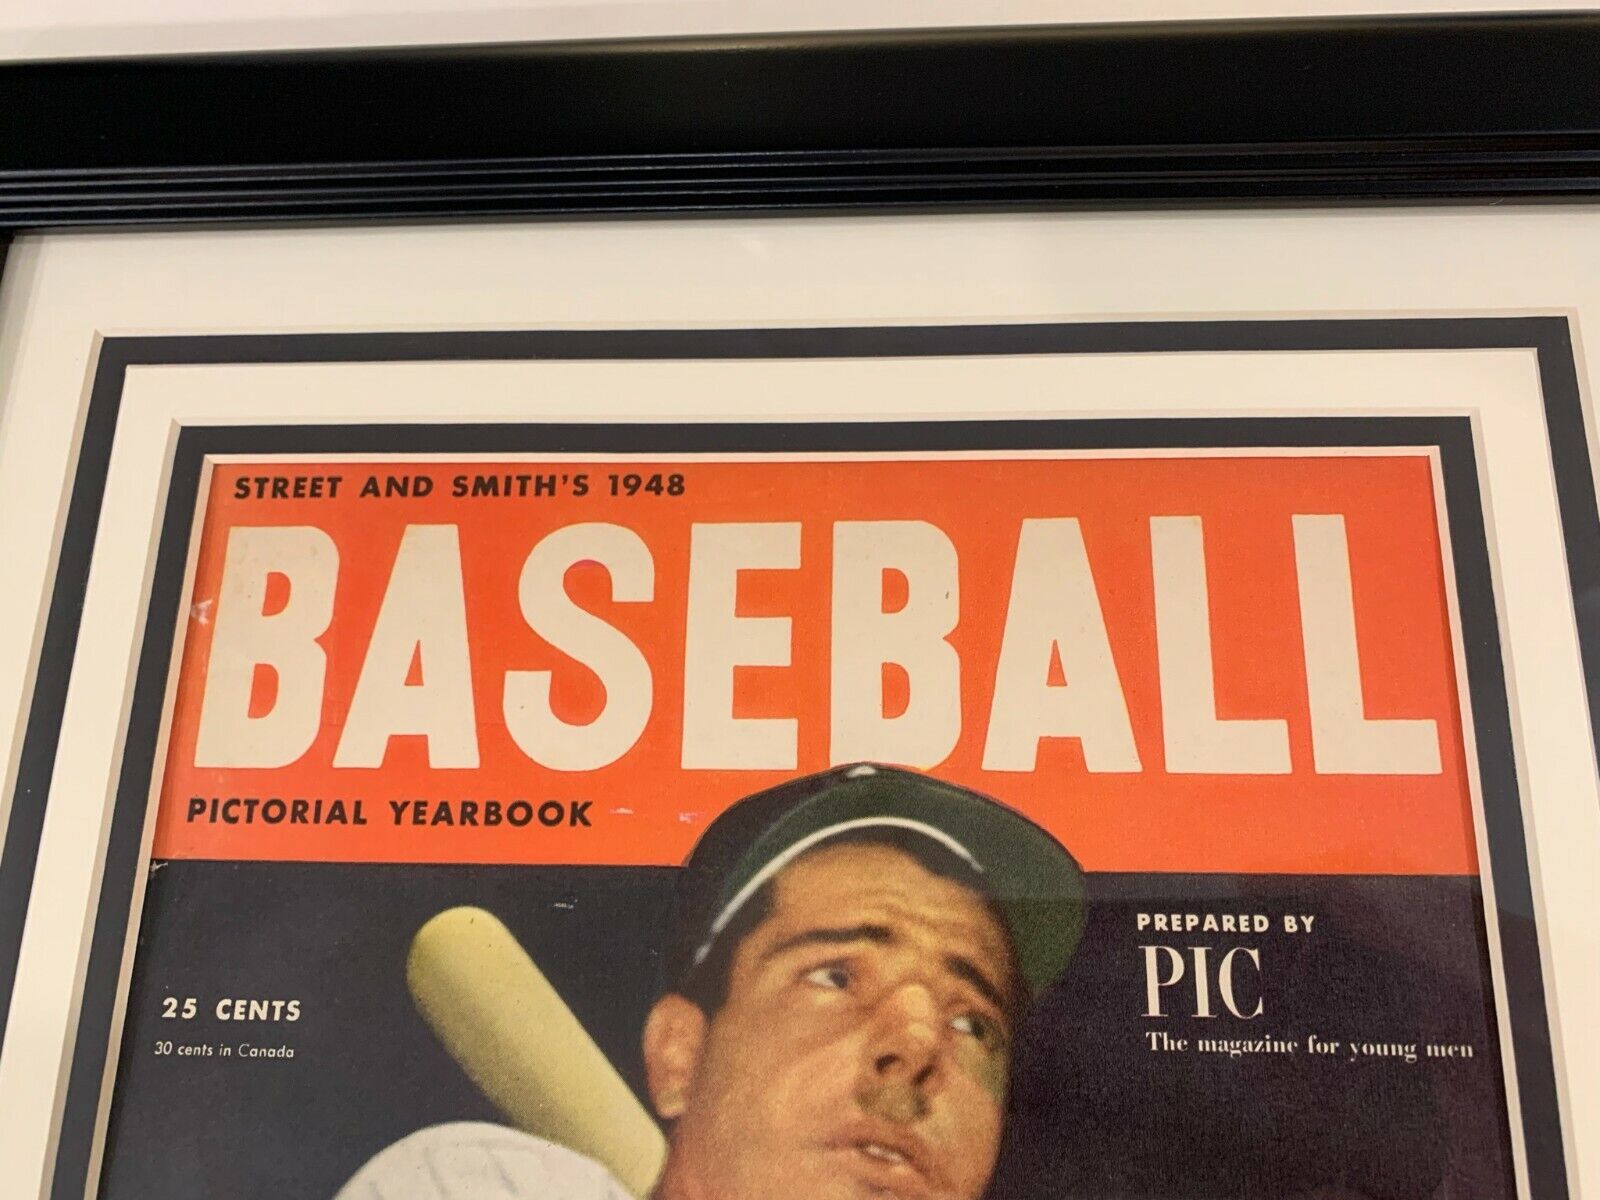 STREET AND SMITH'S 1948
BASEBALL
PICTORIAL YEARBOOK
PREPARED BY
PIC
The magazine for young men
25 CENTS
30 cents in Canada